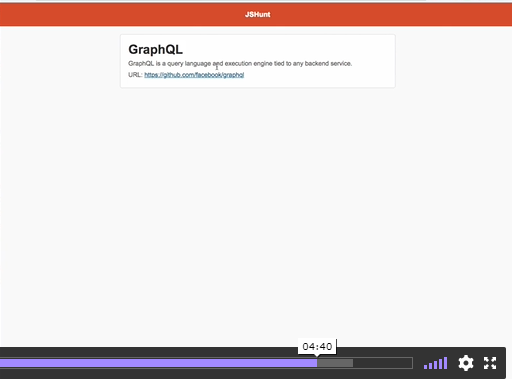 JSHunt
GraphQL
GraphQL is a query language and execution engine tied to any backend service.
URL: https://github.com/facebook/graphql
04:40